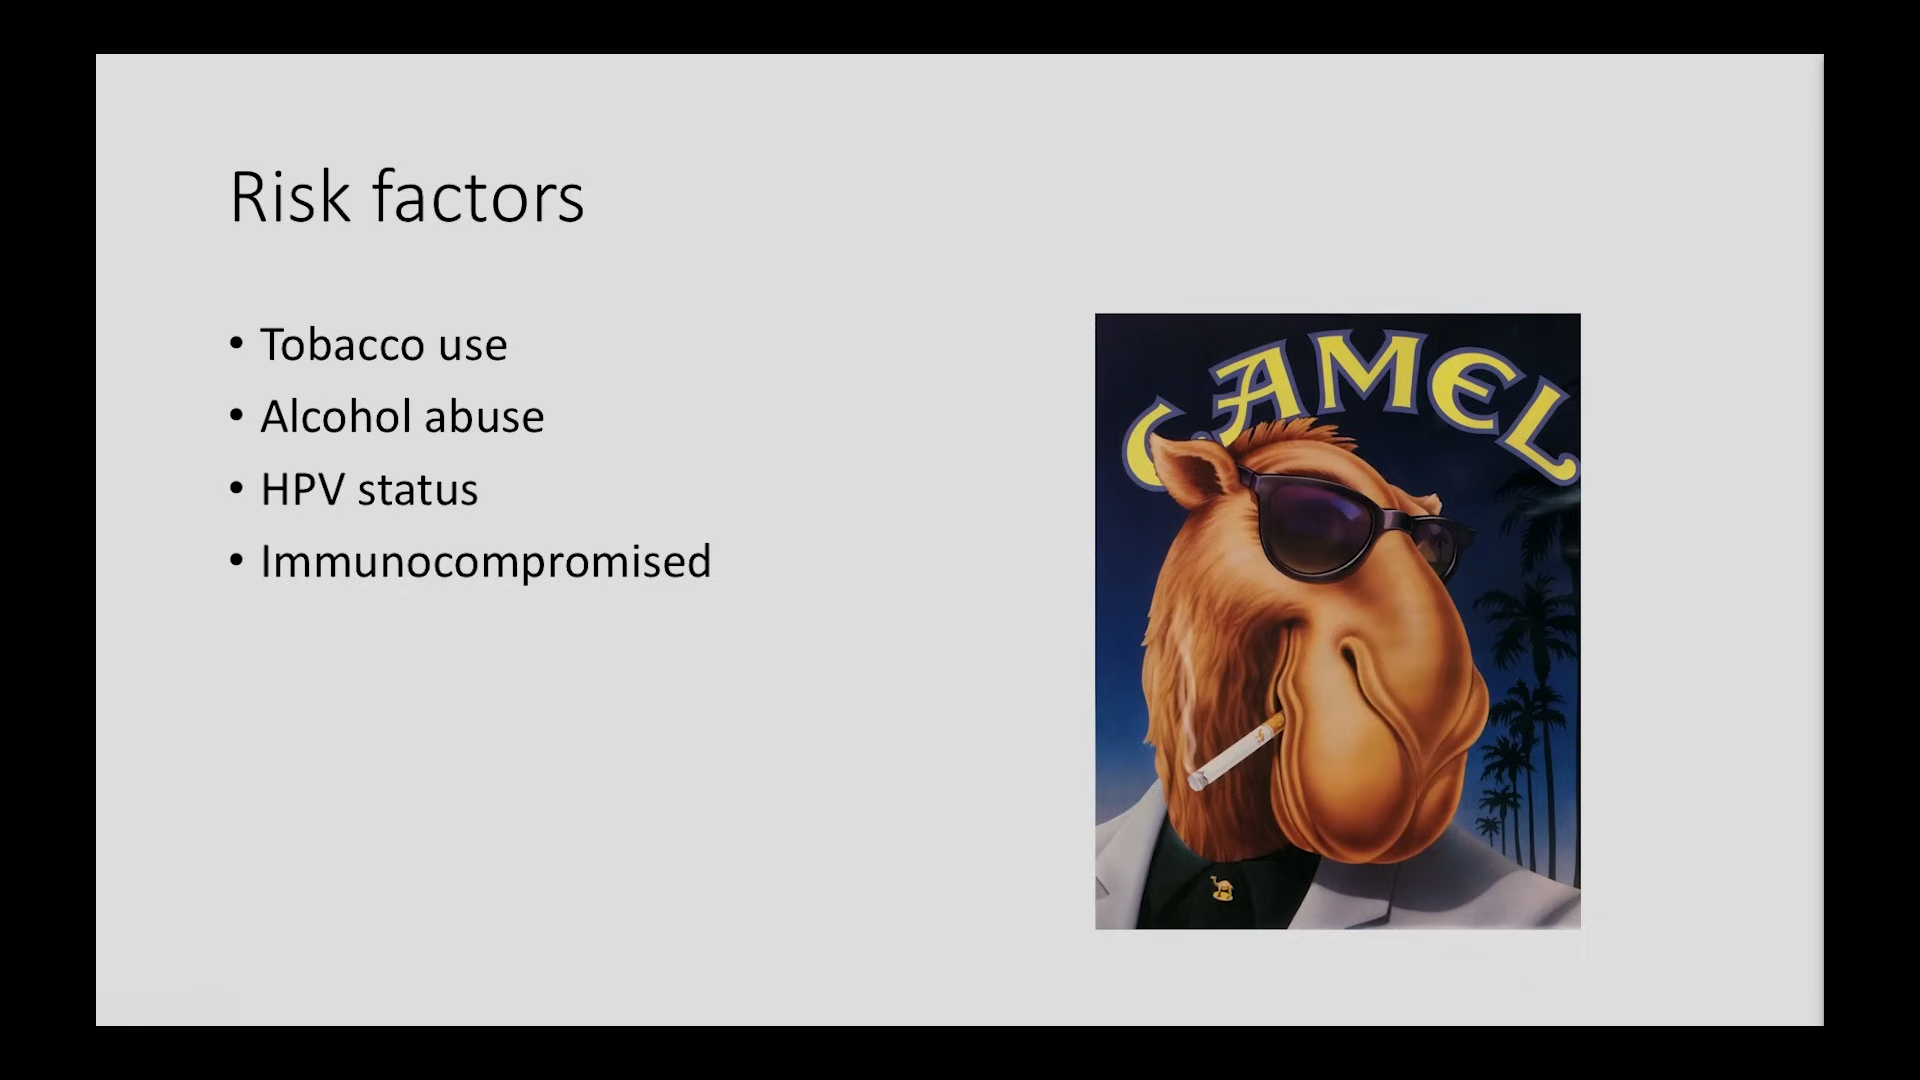 Risk factors
• Tobacco use
• Alcohol abuse
• HPV status
• Immunocompromised
CAMEL